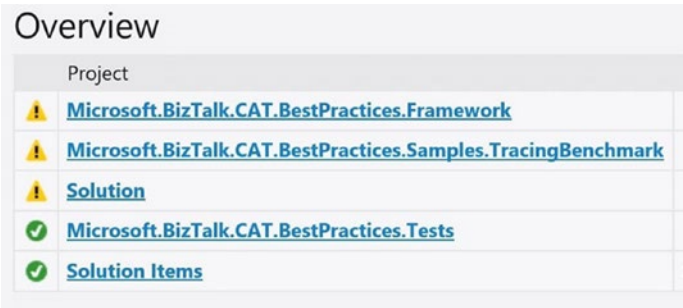 Overview
Project
Microsoft.BizTalk.CAT.BestPractices.Framework
Microsoft.BizTalk.CAT.BestPractices.Samples.TracingBenchmark
Solution
Microsoft.BizTalk.CAT.BestPractices.Tests
Solution Items